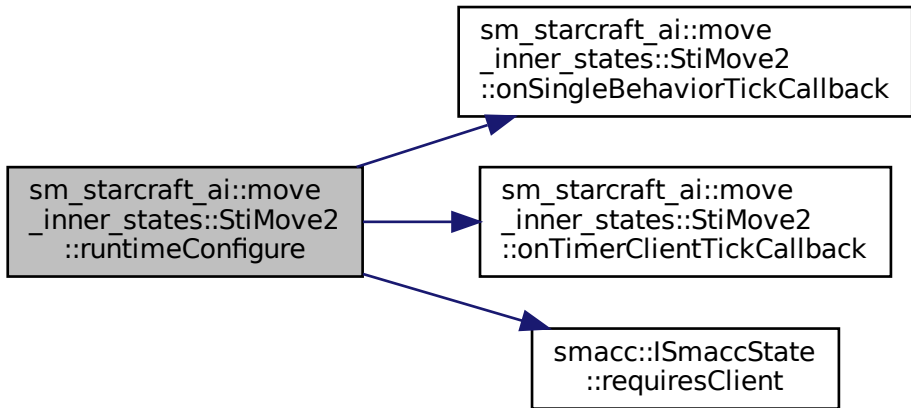 sm_starcraft_ai::move
_inner_states::StiMove2
::runtimeConfigure
sm_starcraft_ai::move
_inner_states::StiMove2
::onSingleBehaviorTickCallback
sm_starcraft_ai::move
_inner_states::StiMove2
::onTimerClientTickCallback
smacc::ISmaccState
::requiresClient